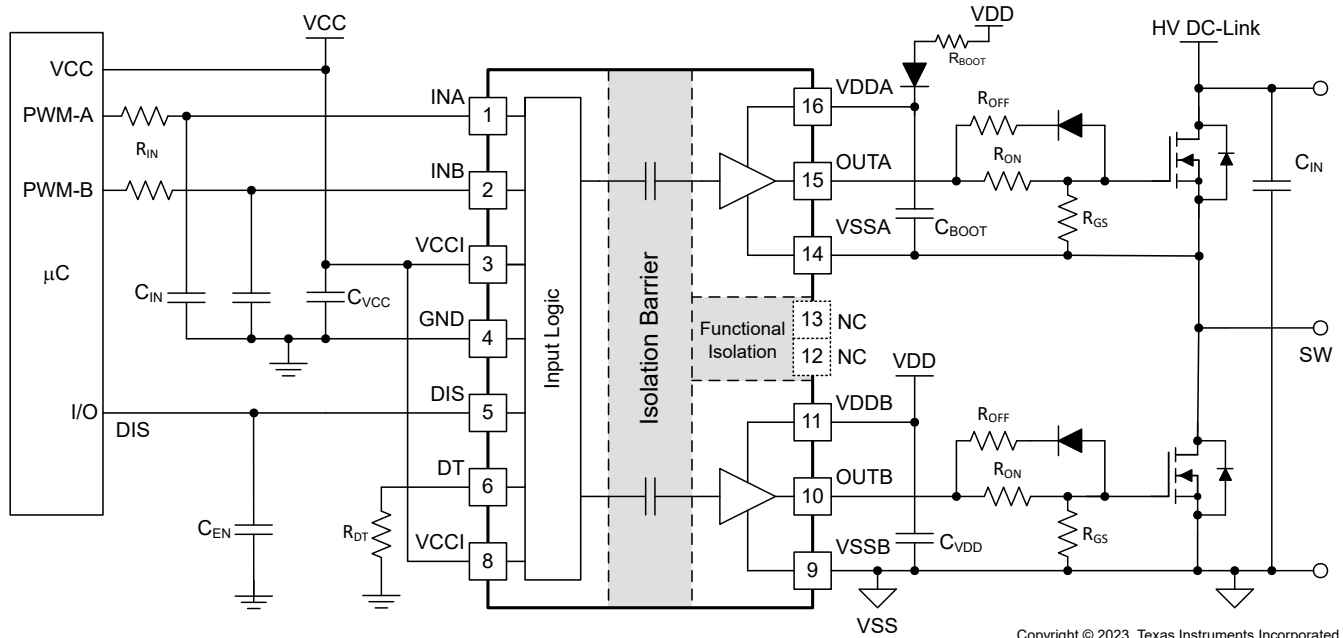 VCC
VDD
HV DC-Link
VCC
R_BOOT
PWM-A
INA
1
16
VDDA
R_OFF
R_IN
R_ON
C_IN
PWM-B
INB
2
15
OUTA
VCCI
3
14
VSSA
C_BOOT
R_GS
μC
C_IN
C_VCC
GND
4
Input Logic
Isolation Barrier
Functional
Isolation
13
NC
12
NC
SW
VDD
I/O
DIS
DIS
5
11
VDDB
R_OFF
DT
6
10
OUTB
R_ON
C_EN
R_DT
VCCI
8
9
VSSB
C_VDD
R_GS
VSS
Copyright © 2023, Texas Instruments Incorporated